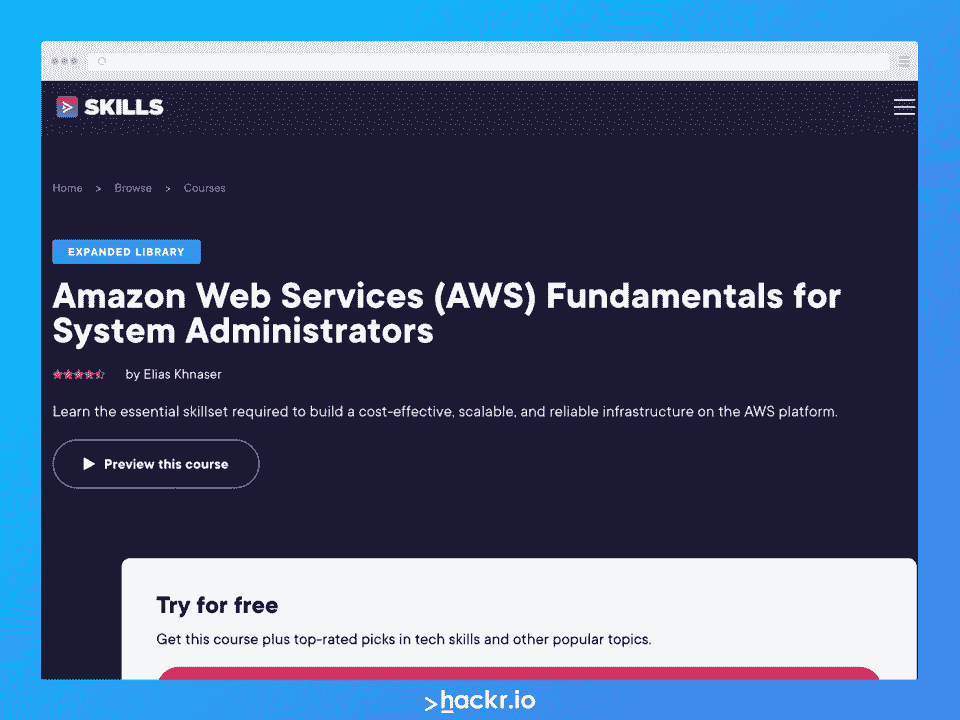 SKILLS
Home > Browse > Courses
EXPANDED LIBRARY
Amazon Web Services (AWS) Fundamentals for
System Administrators
by Elias Khnaser
Learn the essential skillset required to build a cost-effective, scalable, and reliable infrastructure on the AWS platform.
Preview this course
Try for free
Get this course plus top-rated picks in tech skills and other popular topics.
>hackr.io